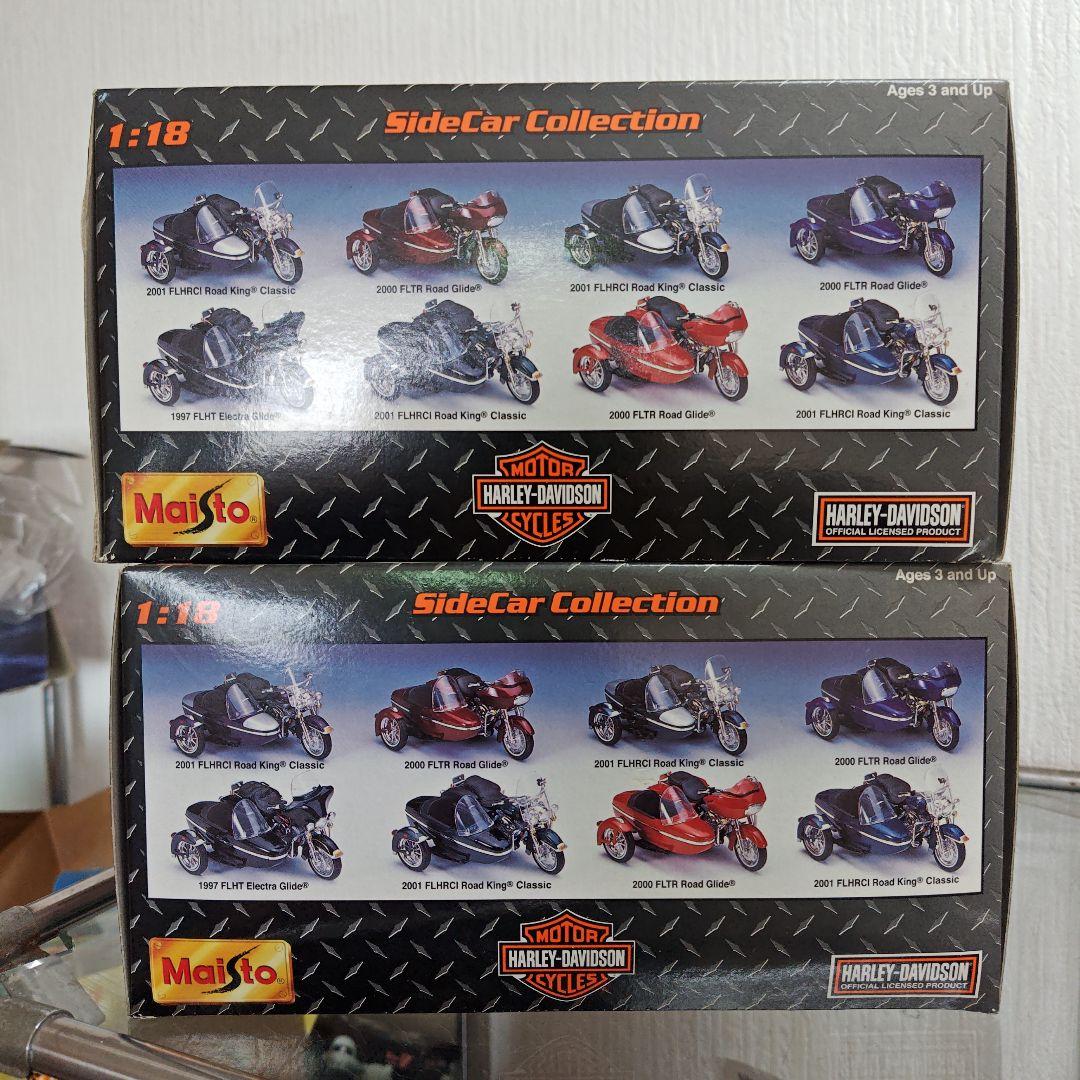 Ages 3 and Up
1:18
SideCar Collection
2001 FLHRCI Road King® Classic
2000 FLTR Road Glide®
2001 FLHRCI Road King® Classic
2000 FLTR Road Glide®
1997 FLHT Electra Glide®
2001 FLHRCI Road King® Classic
2000 FLTR Road Glide®
2001 FLHRCI Road King® Classic
Maisto®
MOTOR
HARLEY-DAVIDSON
CYCLES
HARLEY-DAVIDSON
OFFICIAL LICENSED PRODUCT
Ages 3 and Up
1:18
SideCar Collection
2001 FLHRCI Road King® Classic
2000 FLTR Road Glide®
2001 FLHRCI Road King® Classic
2000 FLTR Road Glide®
1997 FLHT Electra Glide®
2001 FLHRCI Road King® Classic
2000 FLTR Road Glide®
2001 FLHRCI Road King® Classic
Maisto®
MOTOR
HARLEY-DAVIDSON
CYCLES
HARLEY-DAVIDSON
OFFICIAL LICENSED PRODUCT